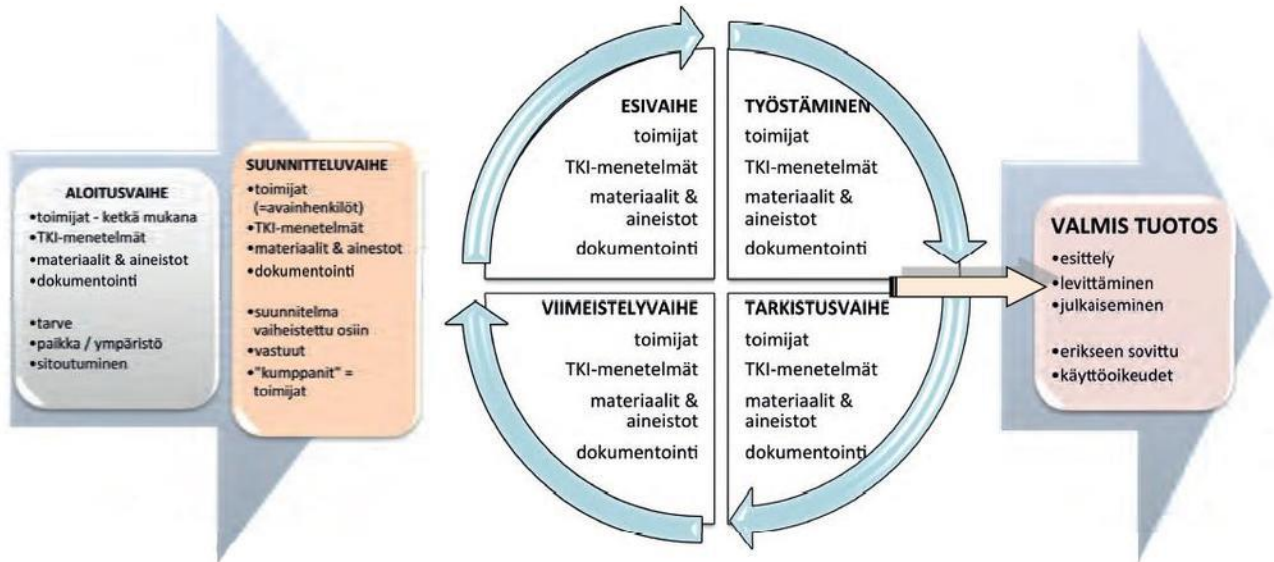 ALOITUSVAIHE
•toimijat - ketkä mukana
•TKI-menetelmät
•materiaalit & aineistot
•dokumentointi
•tarve
•paikka / ympäristö
•sitoutuminen
SUUNNITTELUVAIHE
•toimijat
(=avainhenkilöt)
•TKI-menetelmät
•materiaalit & ainestot
•dokumentointi
•suunnitelma
vaiheistettu osiin
•vastuut
•"kumppanit" =
toimijat
ESIVAIHE
toimijat
TKI-menetelmät
materiaalit &
aineistot
dokumentointi
TYÖSTÄMINEN
toimijat
TKI-menetelmät
materiaalit &
aineistot
dokumentointi
VIIMEISTELYVAIHE
toimijat
TKI-menetelmät
materiaalit &
aineistot
dokumentointi
TARKISTUSVAIHE
toimijat
TKI-menetelmät
materiaalit &
aineistot
dokumentointi
VALMIS TUOTOS
•esittely
•levittäminen
•julkaiseminen
•erikseen sovittu
•käyttöoikeudet